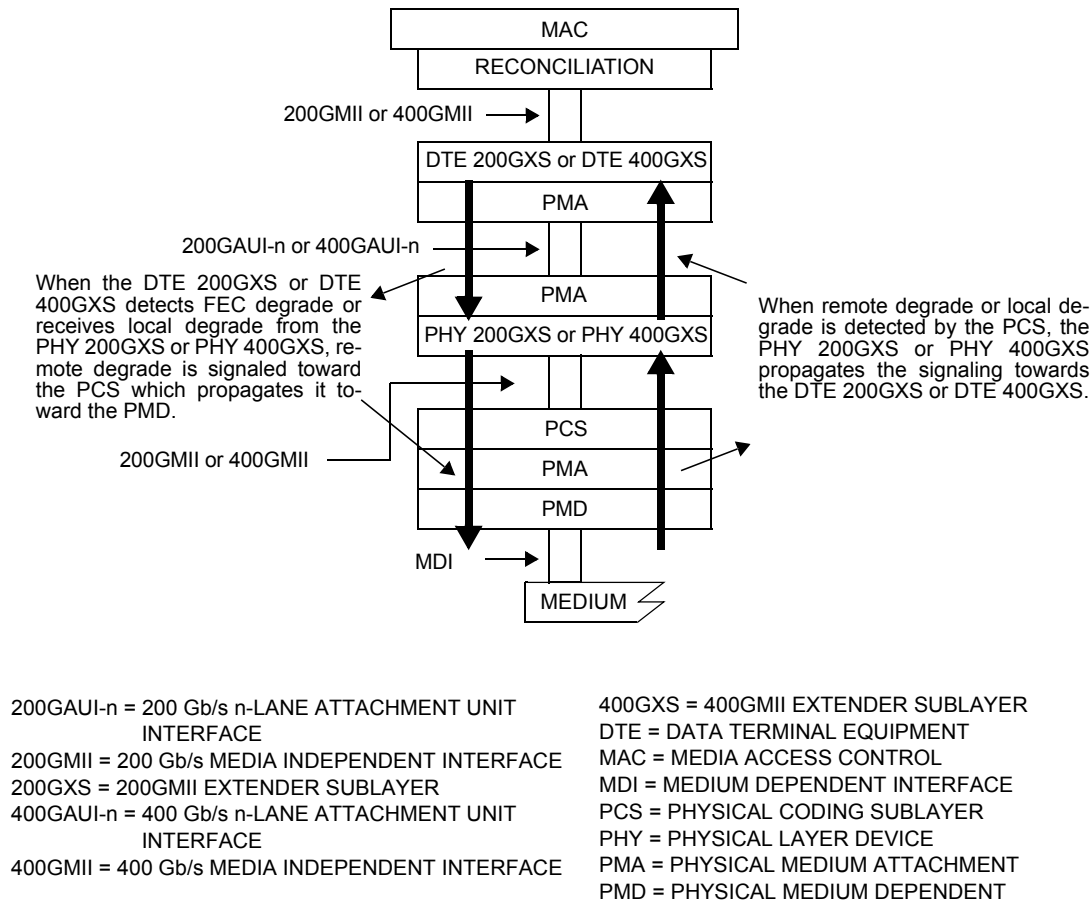 MAC
RECONCILIATION
200GMII or 400GMII
DTE 200GXS or DTE 400GXS
PMA
200GAUI-n or 400GAUI-n
When the DTE 200GXS or DTE
400GXS detects FEC degrade or
receives local degrade from the
PHY 200GXS or PHY 400GXS, re-
mote degrade is signaled toward
the PCS which propagates it to-
ward the PMD.
PMA
PHY 200GXS or PHY 400GXS
When remote degrade or local de-
grade is detected by the PCS, the
PHY 200GXS or PHY 400GXS
propagates the signaling towards
the DTE 200GXS or DTE 400GXS.
200GMII or 400GMII
PCS
PMA
PMD
MDI
MEDIUM
200GAUI-n = 200 Gb/s n-LANE ATTACHMENT UNIT
INTERFACE
200GMII = 200 Gb/s MEDIA INDEPENDENT INTERFACE
200GXS = 200GMII EXTENDER SUBLAYER
400GAUI-n = 400 Gb/s n-LANE ATTACHMENT UNIT
INTERFACE
400GMII = 400 Gb/s MEDIA INDEPENDENT INTERFACE
400GXS = 400GMII EXTENDER SUBLAYER
DTE = DATA TERMINAL EQUIPMENT
MAC = MEDIA ACCESS CONTROL
MDI = MEDIUM DEPENDENT INTERFACE
PCS = PHYSICAL CODING SUBLAYER
PHY = PHYSICAL LAYER DEVICE
PMA = PHYSICAL MEDIUM ATTACHMENT
PMD = PHYSICAL MEDIUM DEPENDENT